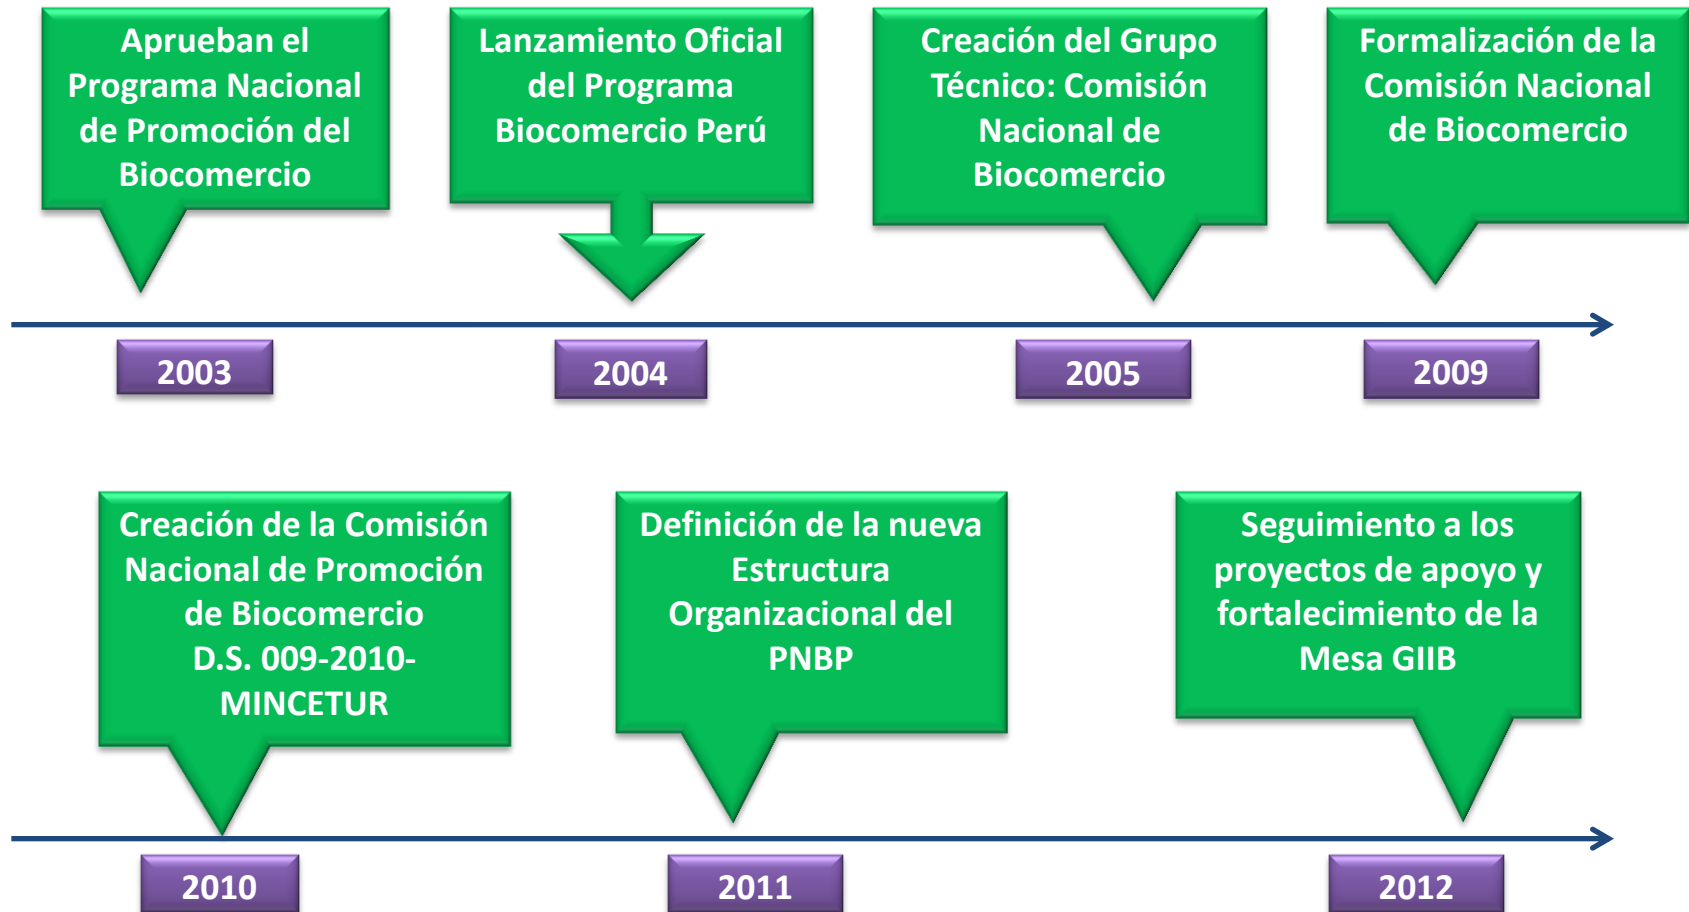 Aprueban el
Programa Nacional
de Promoción del
Biocomercio
Lanzamiento Oficial
del Programa
Biocomercio Perú
Creación del Grupo
Técnico: Comisión
Nacional de
Biocomercio
Formalización de la
Comisión Nacional
de Biocomercio
2003
2004
2005
2009
Creación de la Comisión
Nacional de Promoción
de Biocomercio
D.S. 009-2010-
MINCETUR
Definición de la nueva
Estructura
Organizacional del
PNBP
Seguimiento a los
proyectos de apoyo y
fortalecimiento de la
Mesa GIIB
2010
2011
2012